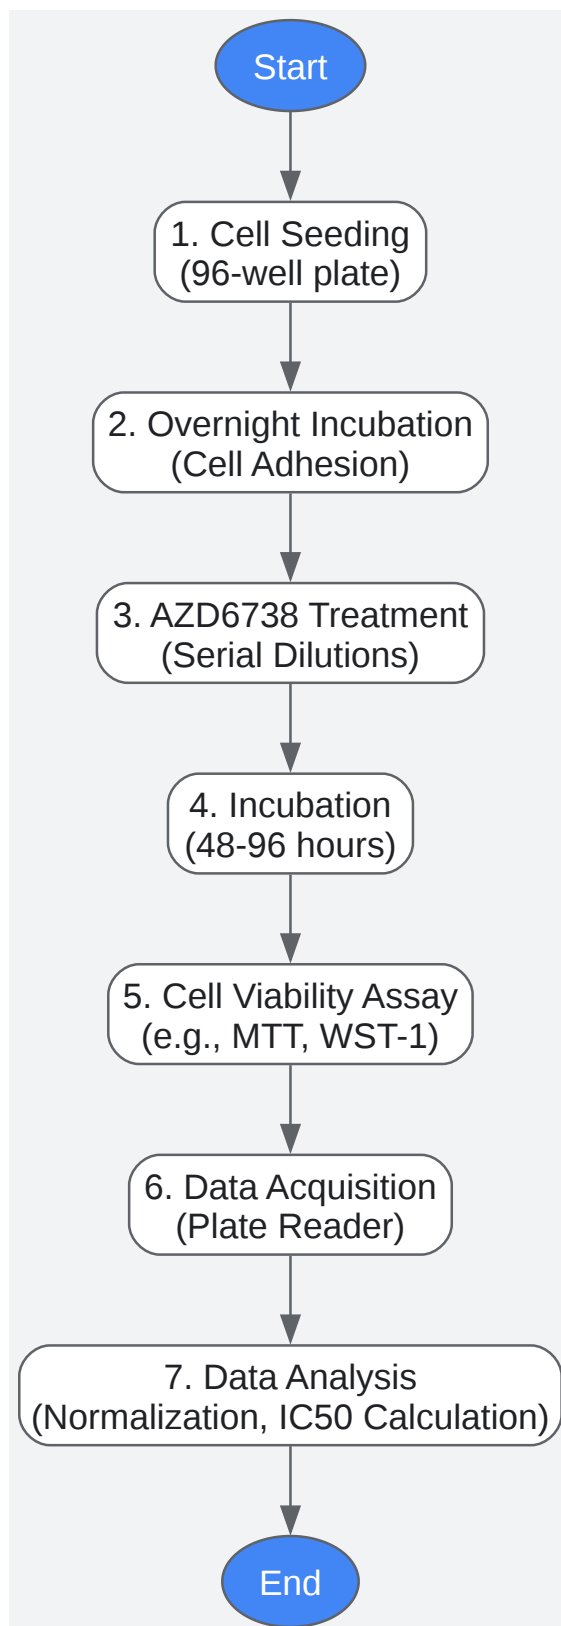 Start
1. Cell Seeding
(96-well plate)
2. Overnight Incubation
(Cell Adhesion)
3. AZD6738 Treatment
(Serial Dilutions)
4. Incubation
(48-96 hours)
5. Cell Viability Assay
(e.g., MTT, WST-1)
6. Data Acquisition
(Plate Reader)
7. Data Analysis
(Normalization, IC50 Calculation)
End